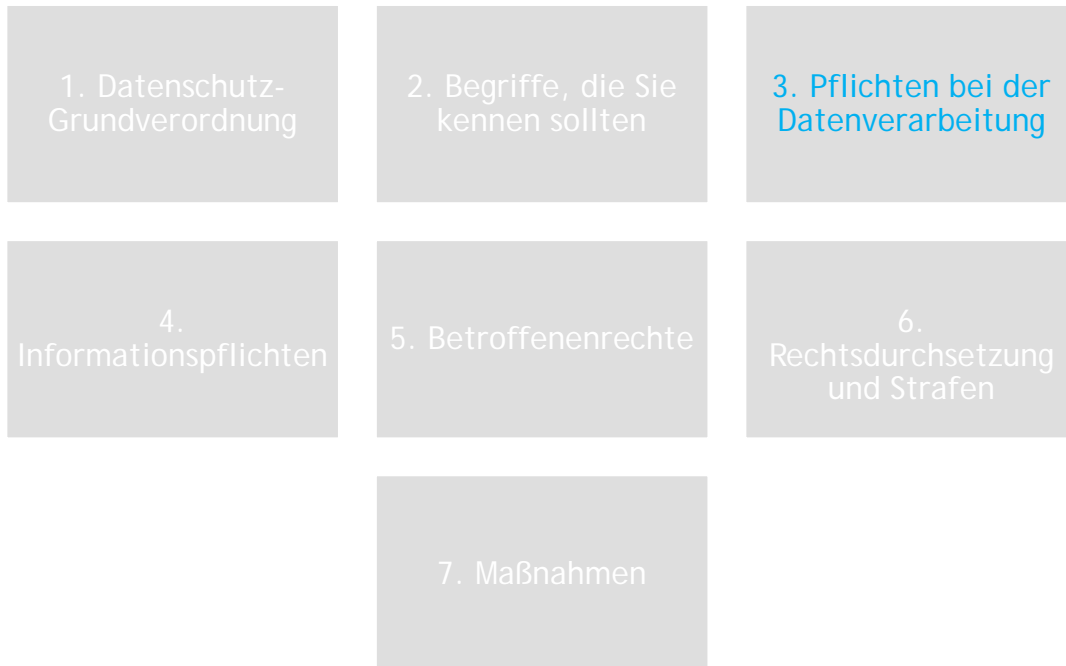 1. Datenschutz-
Grundverordnung
2. Begriffe, die Sie
kennen sollten
3. Pflichten bei der
Datenverarbeitung
4.
Informationspflichten
5. Betroffenenrechte
6.
Rechtsdurchsetzung
und Strafen
7. Maßnahmen